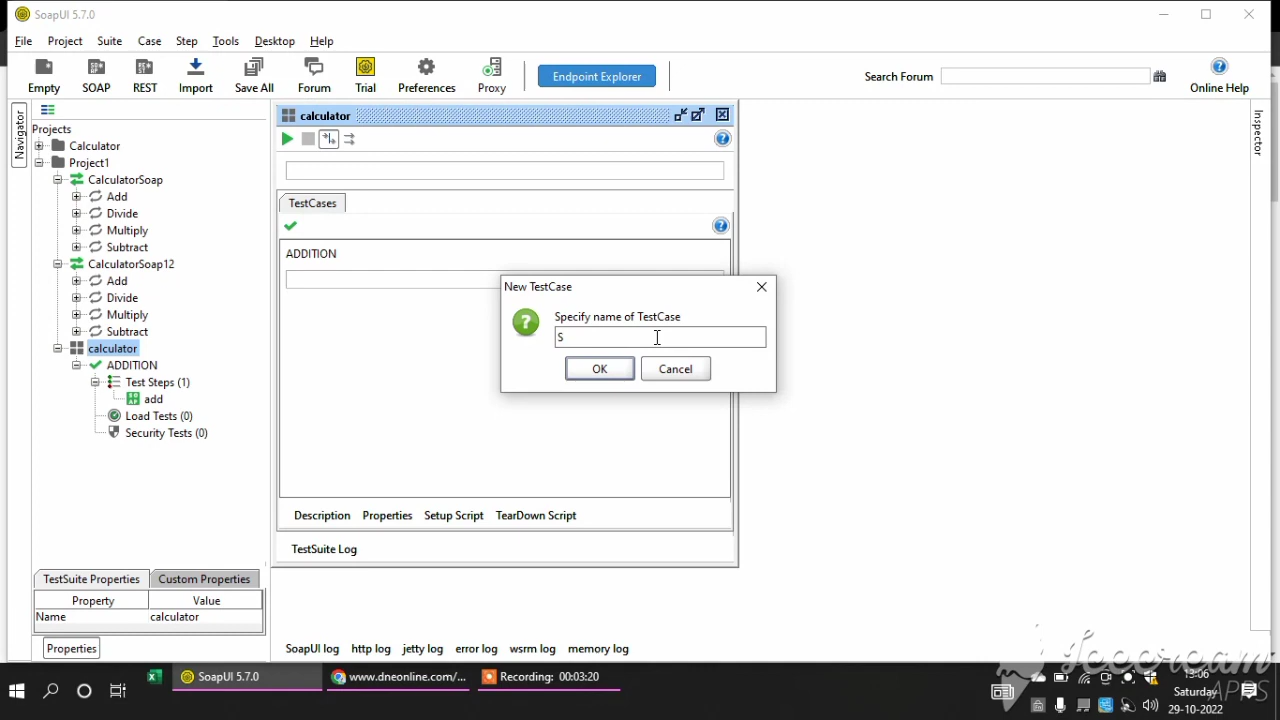 SoapUI 5.7.0
File Project Suite Case Step Tools Desktop Help
Empty SOAP REST Import Save All Forum Trial Preferences Proxy Endpoint Explorer Search Forum Online Help
Navigator
Projects
Calculator
Project1
CalculatorSoap
Add
Divide
Multiply
Subtract
CalculatorSoap12
Add
Divide
Multiply
Subtract
calculator
ADDITION
Test Steps (1)
add
Load Tests (0)
Security Tests (0)
TestSuite Properties Custom Properties
Property Value
Name calculator
Properties
calculator
TestCases
ADDITION
New TestCase
Specify name of TestCase
S
OK Cancel
Description Properties Setup Script TearDown Script
TestSuite Log
Inspector
SoapUI log http log jetty log error log wsrm log memory log
SoapUI 5.7.0 www.dneonline.com/... Recording: 00:03:20
13:06
Saturday
29-10-2022
Icecream
APPS